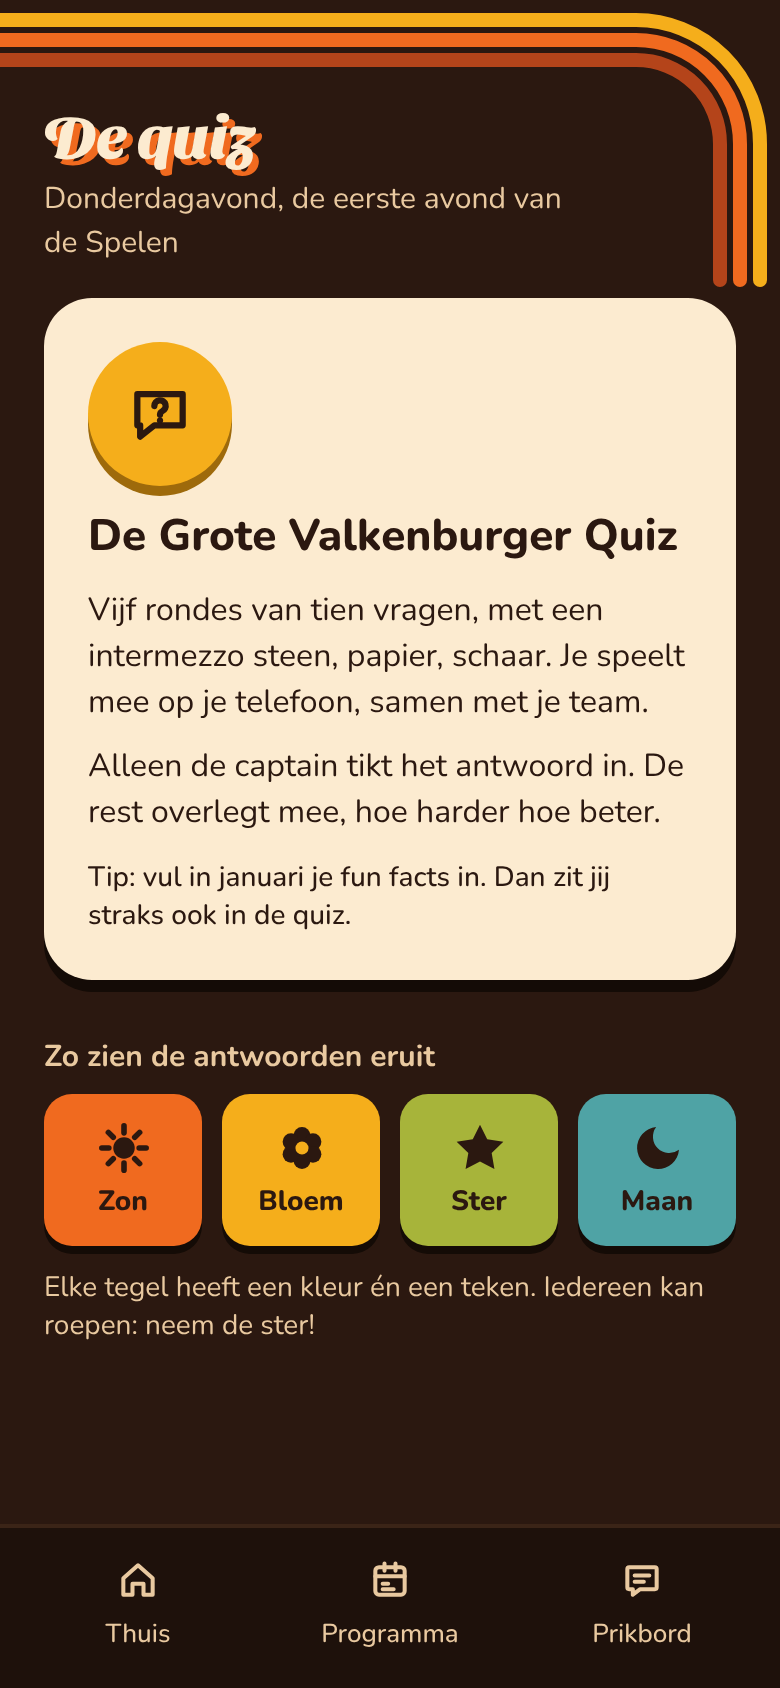 De quiz
Donderdagavond, de eerste avond van
de Spelen
De Grote Valkenburger Quiz
Vijf rondes van tien vragen, met een
intermezzo steen, papier, schaar. Je speelt
mee op je telefoon, samen met je team.
Alleen de captain tikt het antwoord in. De
rest overlegt mee, hoe harder hoe beter.
Tip: vul in januari je fun facts in. Dan zit jij
straks ook in de quiz.
Zo zien de antwoorden eruit
Zon
Bloem
Ster
Maan
Elke tegel heeft een kleur én een teken. Iedereen kan
roepen: neem de ster!
Thuis
Programma
Prikbord